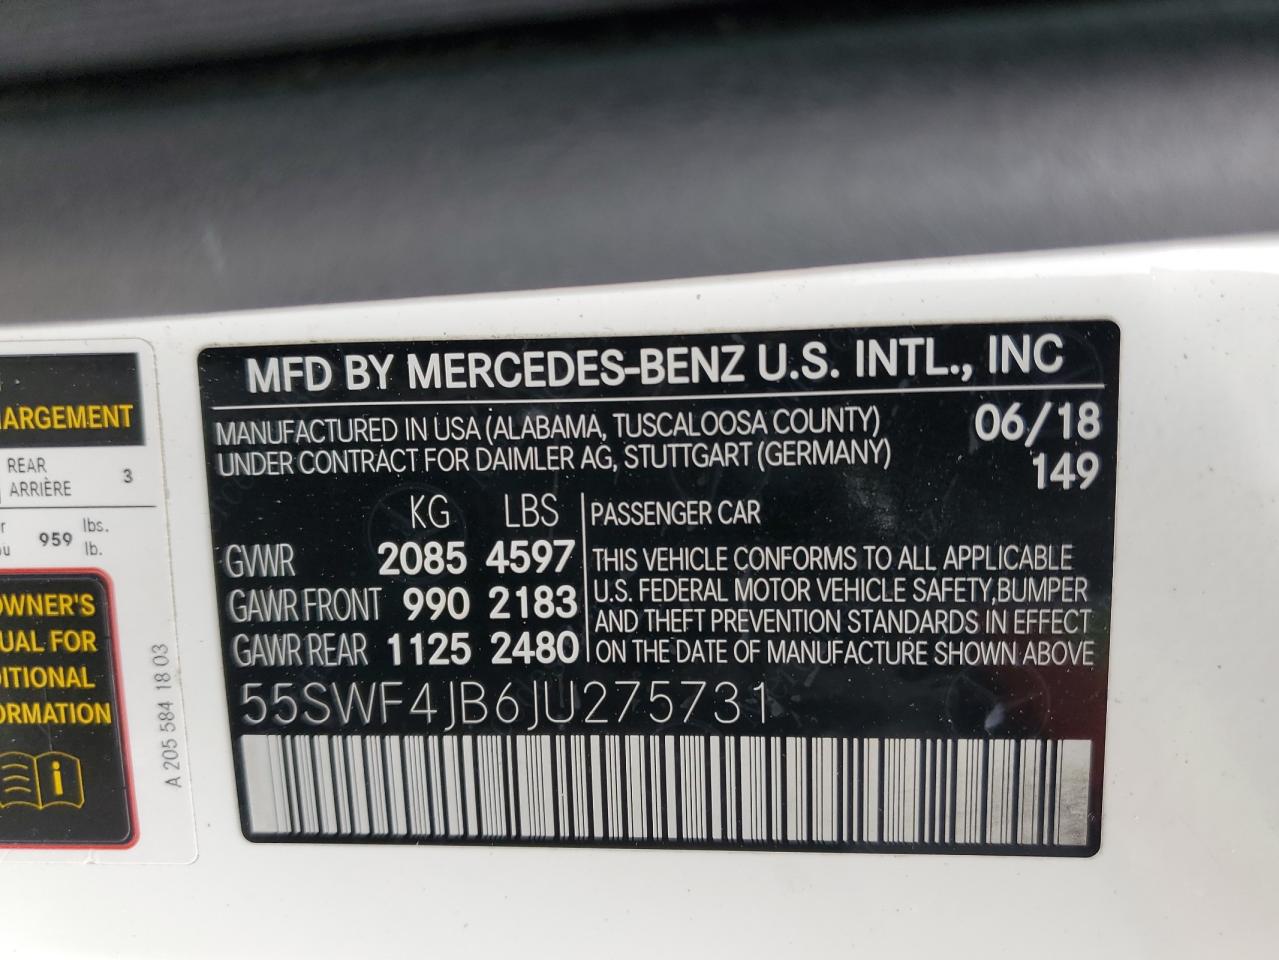 MFD BY MERCEDES-BENZ U.S. INTL., INC
MANUFACTURED IN USA (ALABAMA, TUSCALOOSA COUNTY) 06/18
UNDER CONTRACT FOR DAIMLER AG, STUTTGART (GERMANY) 149
KG LBS
GVWR 2085 4597
GAWR FRONT 990 2183
GAWR REAR 1125 2480
PASSENGER CAR
THIS VEHICLE CONFORMS TO ALL APPLICABLE
U.S. FEDERAL MOTOR VEHICLE SAFETY, BUMPER
AND THEFT PREVENTION STANDARDS IN EFFECT
ON THE DATE OF MANUFACTURE SHOWN ABOVE
55SWF4JB6JU275731
ARGEMENT
REAR 3
ARRIÈRE
959 lbs.
lb.
OWNER'S
UAL FOR
ITIONAL
ORMATION
i
A 205 584 18 03